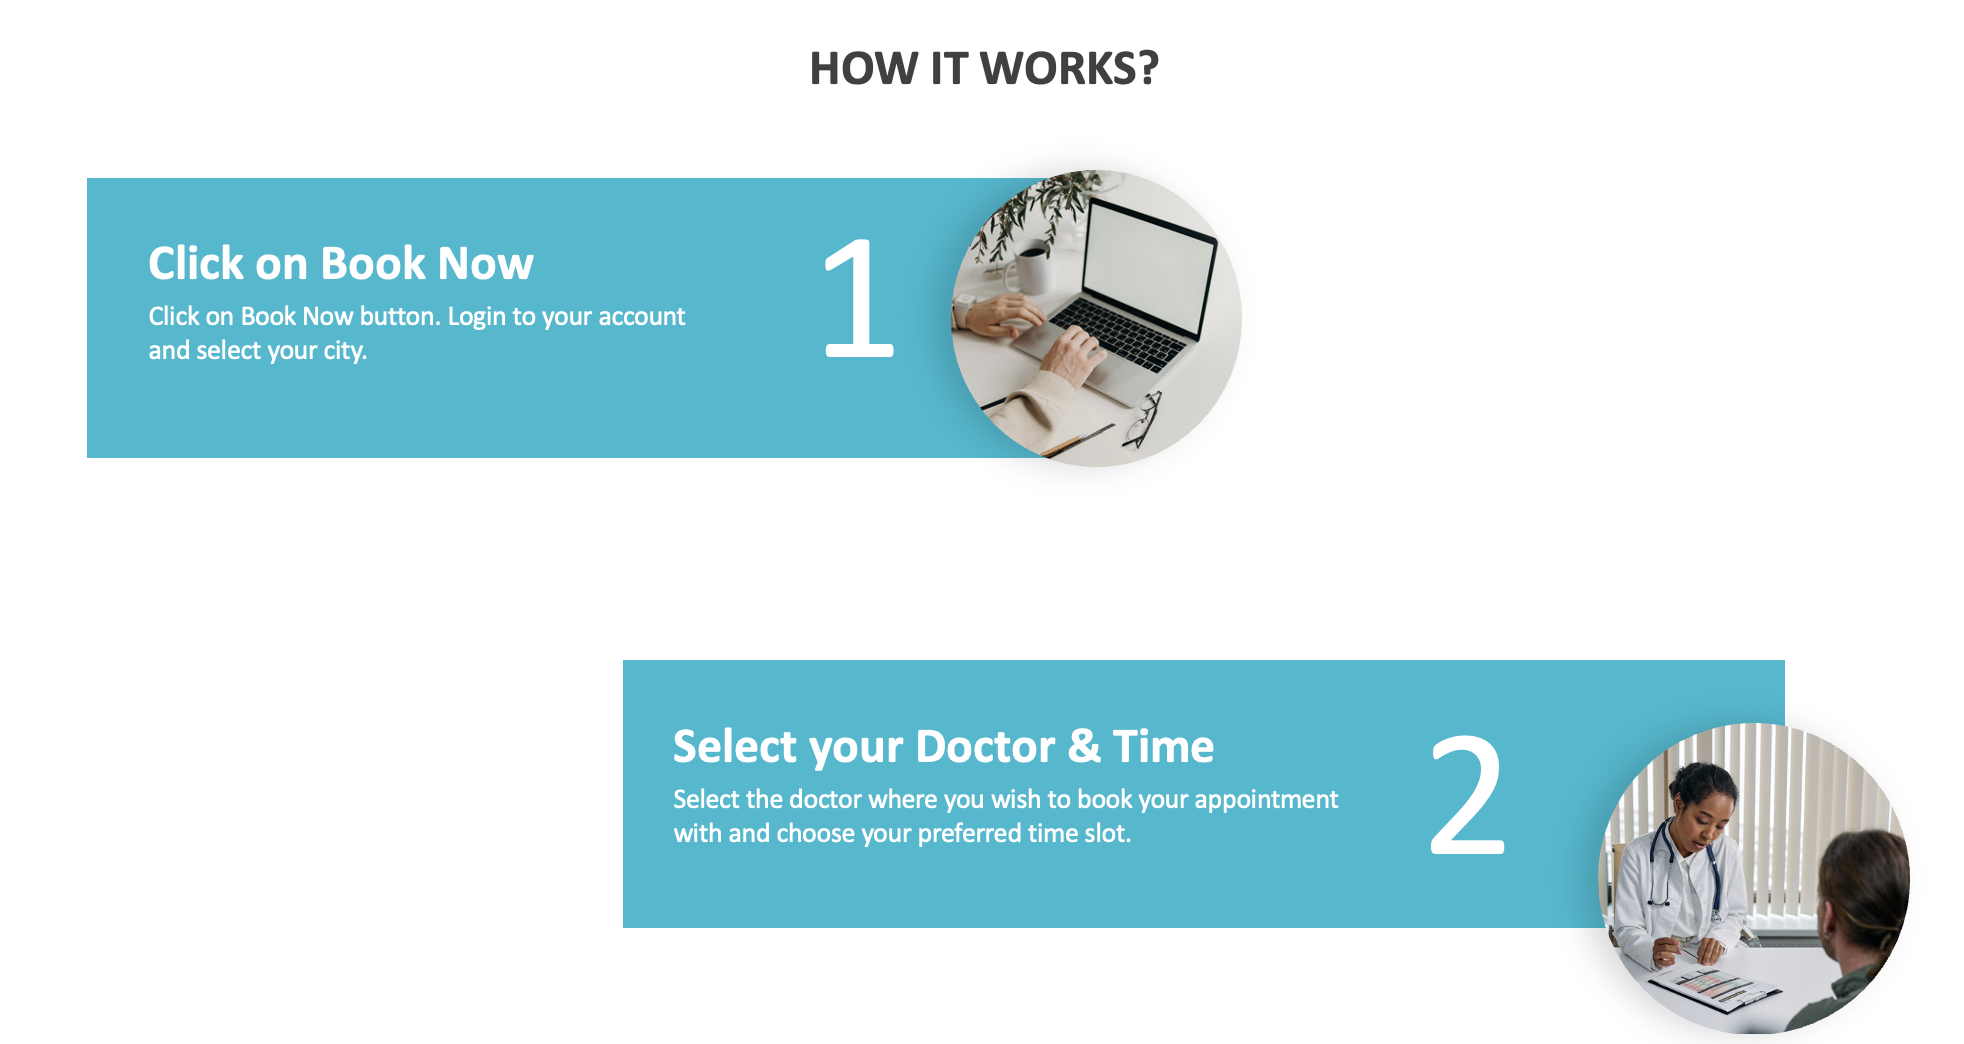 HOW IT WORKS?
Click on Book Now
Click on Book Now button. Login to your account
and select your city.
1
Select your Doctor & Time
Select the doctor where you wish to book your appointment
with and choose your preferred time slot.
2